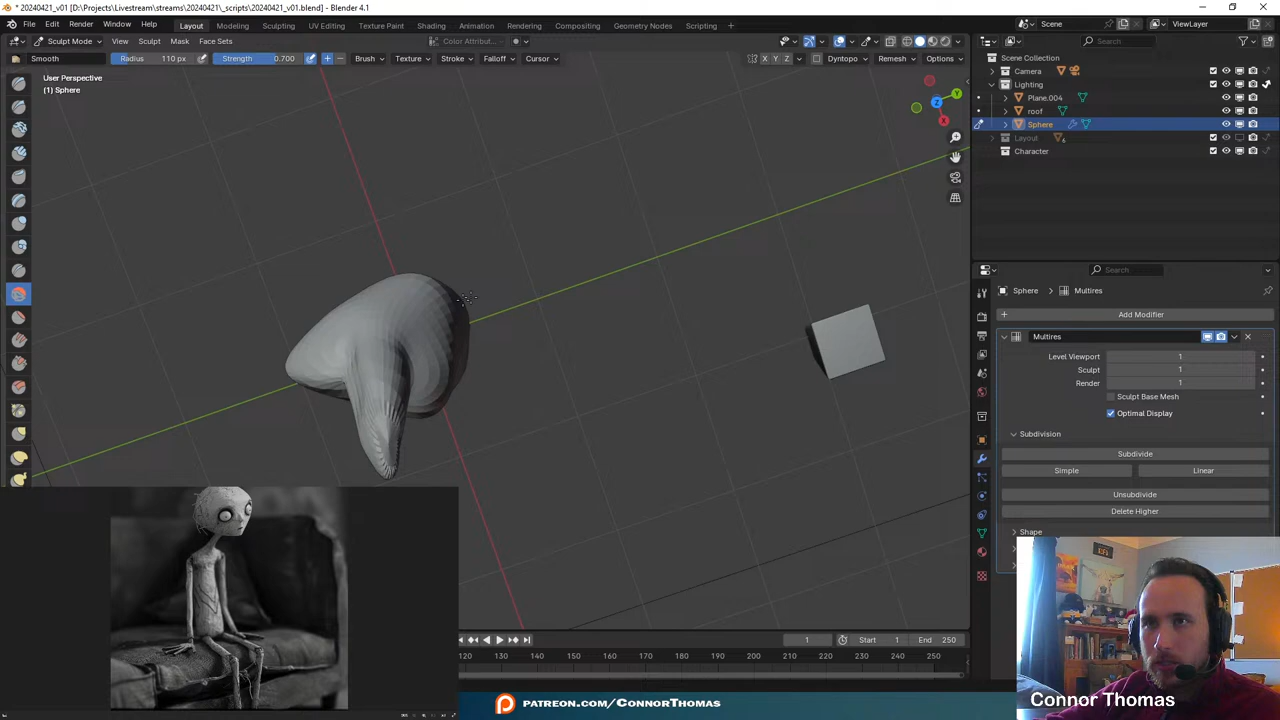 * 20240421_v01 [D:\Projects\Livestream\streams\20240421\_scripts\20240421_v01.blend] - Blender 4.1
File Edit Render Window Help Layout Modeling Sculpting UV Editing Texture Paint Shading Animation Rendering Compositing Geometry Nodes Scripting Scene ViewLayer
Sculpt Mode View Sculpt Mask Face Sets Color Attribut... Search
Smooth Radius 110 px Strength 0.700 Brush Texture Stroke Falloff Cursor X Y Z Dyntopo Remesh Options
User Perspective
(1) Sphere
Scene Collection
Camera
Lighting
Plane.004
roof
Sphere
Layout
Character
Y
Z
X
Search
Sphere > Multires
Add Modifier
Multires
Level Viewport 1
Sculpt 1
Render 1
Sculpt Base Mesh
Optimal Display
Subdivision
Subdivide
Simple Linear
Unsubdivide
Delete Higher
Shape
1 Start 1 End 250
120 130 140 150 160 170 180 190 200 210 220 230 240 250
PATREON.COM/CONNORTHOMAS
Connor Thomas